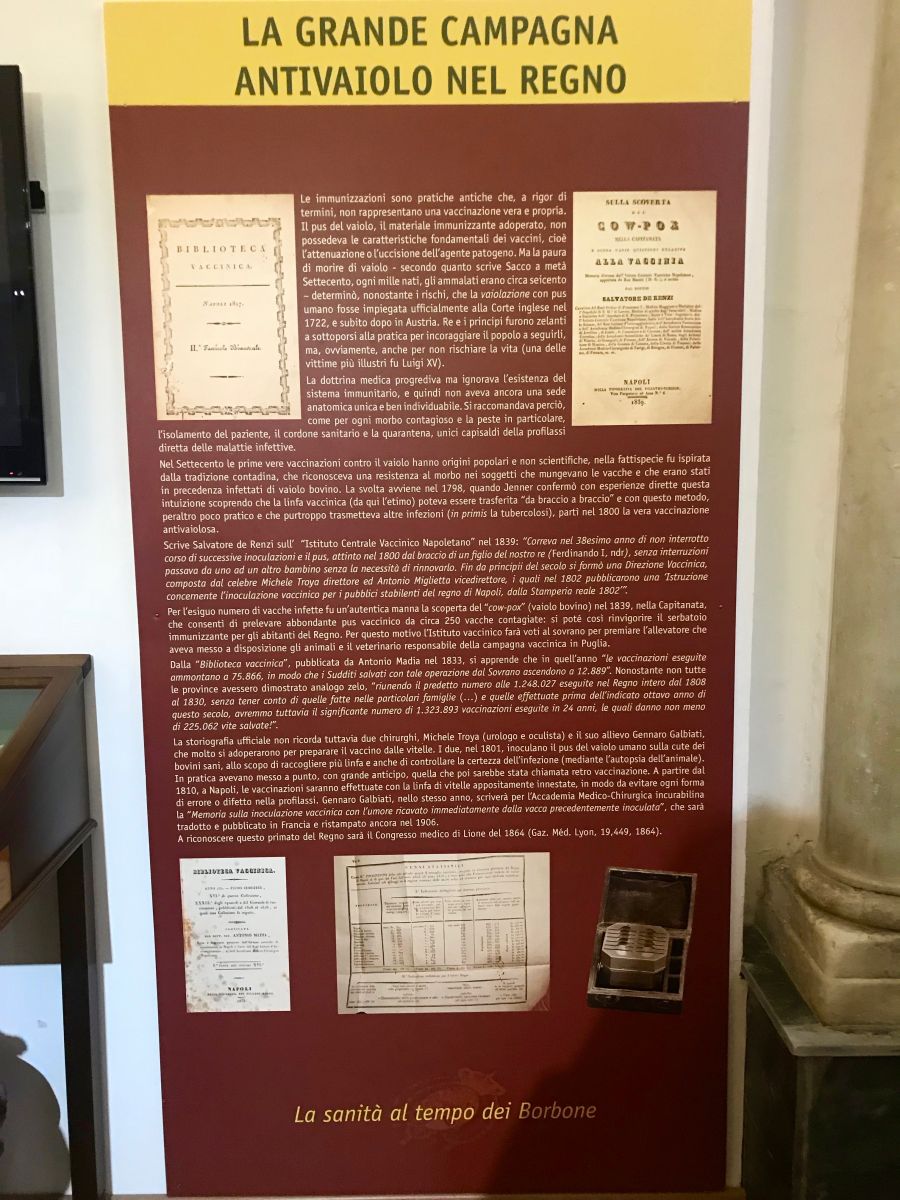 LA GRANDE CAMPAGNA
ANTIVAIOLO NEL REGNO
BIBLIOTECA
VACCINICA.
NAPOLI 1817.
II.° Fascicolo Bimestrale.
Le immunizzazioni sono pratiche antiche che, a rigor di
termini, non rappresentano una vaccinazione vera e propria.
Il pus del vaiolo, il materiale immunizzante adoperato, non
possedeva le caratteristiche fondamentali dei vaccini, cioè
l'attenuazione o l'uccisione dell'agente patogeno. Ma la paura
di morire di vaiolo - secondo quanto scrive Sacco a metà
Settecento, ogni mille nati, gli ammalati erano circa seicento
– determinò, nonostante i rischi, che la vaiolazione con pus
umano fosse impiegata ufficialmente alla Corte inglese nel
1722, e subito dopo in Austria. Re e principi furono zelanti
a sottoporsi alla pratica per incoraggiare il popolo a seguirli,
ma, ovviamente, anche per non rischiare la vita (una delle
vittime più illustri fu Luigi XV).
La dottrina medica progrediva ma ignorava l'esistenza del
sistema immunitario, e quindi non aveva ancora una sede
anatomica unica e ben individuabile. Si raccomandava perciò,
come per ogni morbo contagioso e la peste in particolare,
l'isolamento del paziente, il cordone sanitario e la quarantena, unici capisaldi della profilassi
diretta delle malattie infettive.
SULLA SCOVERTA
DEL
COW-POX
NELLA CAPITANATA
E SOPRA VARIE QUISTIONI RELATIVE
ALLA VACCINIA
SALVATORE DE RENZI
NAPOLI
1839.
Nel Settecento le prime vere vaccinazioni contro il vaiolo hanno origini popolari e non scientifiche, nella fattispecie fu ispirata
dalla tradizione contadina, che riconosceva una resistenza al morbo nei soggetti che mungevano le vacche e che erano stati
in precedenza infettati di vaiolo bovino. La svolta avviene nel 1798, quando Jenner confermò con esperienze dirette questa
intuizione scoprendo che la linfa vaccinica (da qui l'etimo) poteva essere trasferita “da braccio a braccio” e con questo metodo,
peraltro poco pratico e che purtroppo trasmetteva altre infezioni (in primis la tubercolosi), partì nel 1800 la vera vaccinazione
antivaiolosa.
Scrive Salvatore de Renzi sull' “Istituto Centrale Vaccinico Napoletano” nel 1839: “Correva nel 38esimo anno di non interrotto
corso di successive inoculazioni e il pus, attinto nel 1800 dal braccio di un figlio del nostro re (Ferdinando I, ndr), senza interruzioni
passava da uno ad un altro bambino senza la necessità di rinnovarlo. Fin da principii del secolo si formò una Direzione Vaccinica,
composta dal celebre Michele Troya direttore ed Antonio Miglietta vicedirettore, i quali nel 1802 pubblicarono una ‘Istruzione
concernente l'inoculazione vaccinico per i pubblici stabilenti del regno di Napoli, dalla Stamperia reale 1802’”.
Per l'esiguo numero di vacche infette fu un'autentica manna la scoperta del “cow-pox” (vaiolo bovino) nel 1839, nella Capitanata,
che consentì di prelevare abbondante pus vaccinico da circa 250 vacche contagiate: si poté così rinvigorire il serbatoio
immunizzante per gli abitanti del Regno. Per questo motivo l'Istituto vaccinico farà voti al sovrano per premiare l'allevatore che
aveva messo a disposizione gli animali e il veterinario responsabile della campagna vaccinica in Puglia.
Dalla “Biblioteca vaccinica”, pubblicata da Antonio Madia nel 1833, si apprende che in quell'anno “le vaccinazioni eseguite
ammontano a 75.866, in modo che i Sudditi salvati con tale operazione dal Sovrano ascendono a 12.889”. Nonostante non tutte
le province avessero dimostrato analogo zelo, “riunendo il predetto numero alle 1.248.027 eseguite nel Regno intero dal 1808
al 1830, senza tener conto di quelle fatte nelle particolari famiglie (...) e quelle effettuate prima dell'indicato ottavo anno di
questo secolo, avremmo tuttavia il significante numero di 1.323.893 vaccinazioni eseguite in 24 anni, le quali danno non meno
di 225.062 vite salvate!”.
La storiografia ufficiale non ricorda tuttavia due chirurghi, Michele Troya (urologo e oculista) e il suo allievo Gennaro Galbiati,
che molto si adoperarono per preparare il vaccino dalle vitelle. I due, nel 1801, inoculano il pus del vaiolo umano sulla cute dei
bovini sani, allo scopo di raccogliere più linfa e anche di controllare la certezza dell'infezione (mediante l'autopsia dell'animale).
In pratica avevano messo a punto, con grande anticipo, quella che poi sarebbe stata chiamata retro vaccinazione. A partire dal
1810, a Napoli, le vaccinazioni saranno effettuate con la linfa di vitelle appositamente innestate, in modo da evitare ogni forma
di errore o difetto nella profilassi. Gennaro Galbiati, nello stesso anno, scriverà per l'Accademia Medico-Chirurgica incurabilina
la “Memoria sulla inoculazione vaccinica con l'umore ricavato immediatamente dalla vacca precedentemente inoculata”, che sarà
tradotto e pubblicato in Francia e ristampato ancora nel 1906.
A riconoscere questo primato del Regno sarà il Congresso medico di Lione del 1864 (Gaz. Méd. Lyon, 19,449, 1864).
BIBLIOTECA VACCINICA.
NAPOLI
La sanità al tempo dei Borbone